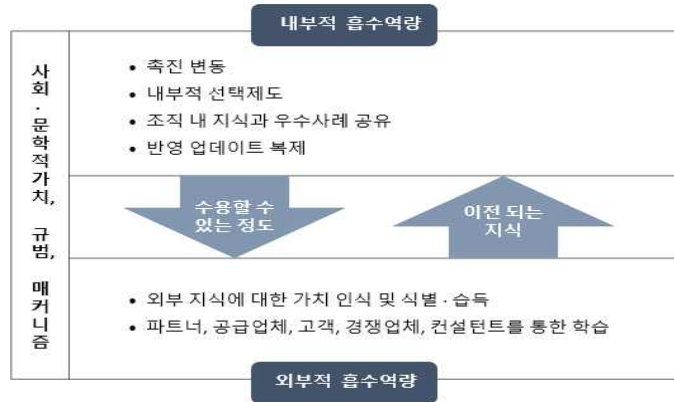 내부적 흡수역량
사회·문학적가치, 규범, 매커니즘
• 촉진 변동
• 내부적 선택제도
• 조직 내 지식과 우수사례 공유
• 반영 업데이트 복제
수용할 수
있는 정도
이전 되는
지식
• 외부 지식에 대한 가치 인식 및 식별·습득
• 파트너, 공급업체, 고객, 경쟁업체, 컨설턴트를 통한 학습
외부적 흡수역량